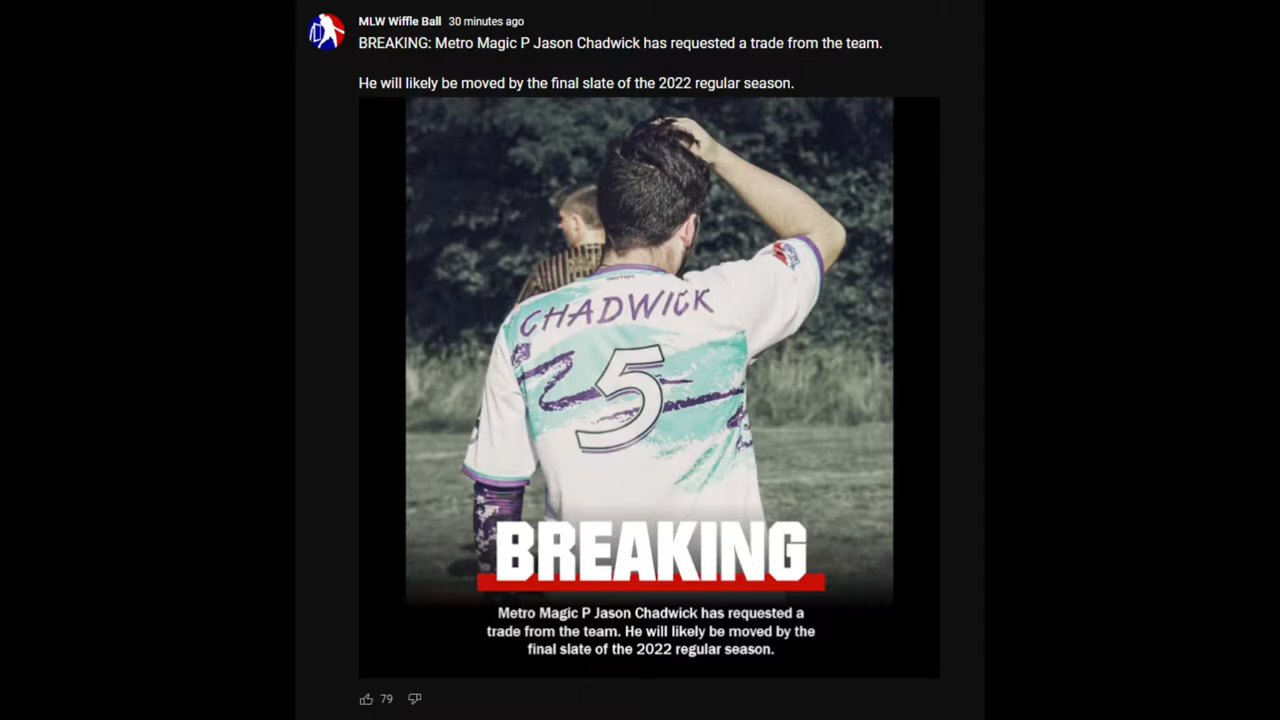 MLW Wiffle Ball 30 minutes ago
BREAKING: Metro Magic P Jason Chadwick has requested a trade from the team.
He will likely be moved by the final slate of the 2022 regular season.
CHADWICK
5
BREAKING
Metro Magic P Jason Chadwick has requested a
trade from the team. He will likely be moved by the
final slate of the 2022 regular season.
79